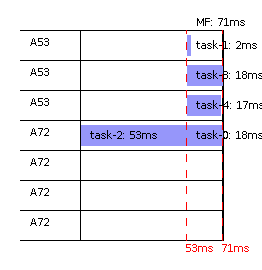 MF: 71ms
A53 task-1: 2ms
A53 task-3: 18ms
A53 task-4: 17ms
A72 task-2: 53ms task-0: 18ms
A72
A72
A72
53ms 71ms